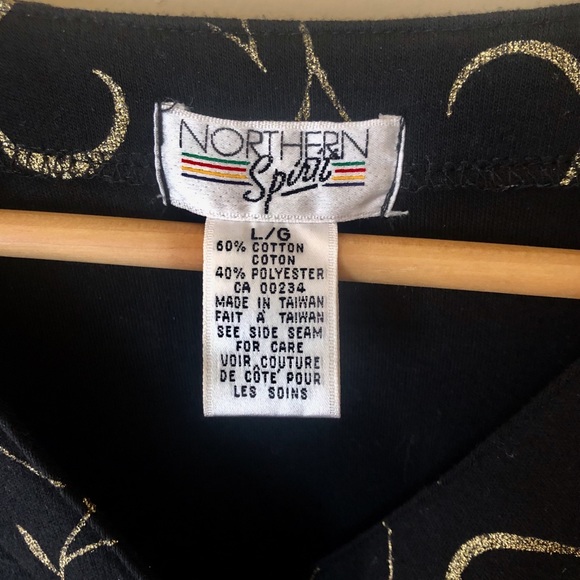 NORTHERN
Spirit
L/G
60% COTTON
COTON
40% POLYESTER
CA 00234
MADE IN TAIWAN
FAIT À TAIWAN
SEE SIDE SEAM
FOR CARE
VOIR COUTURE
DE CÔTÉ POUR
LES SOINS